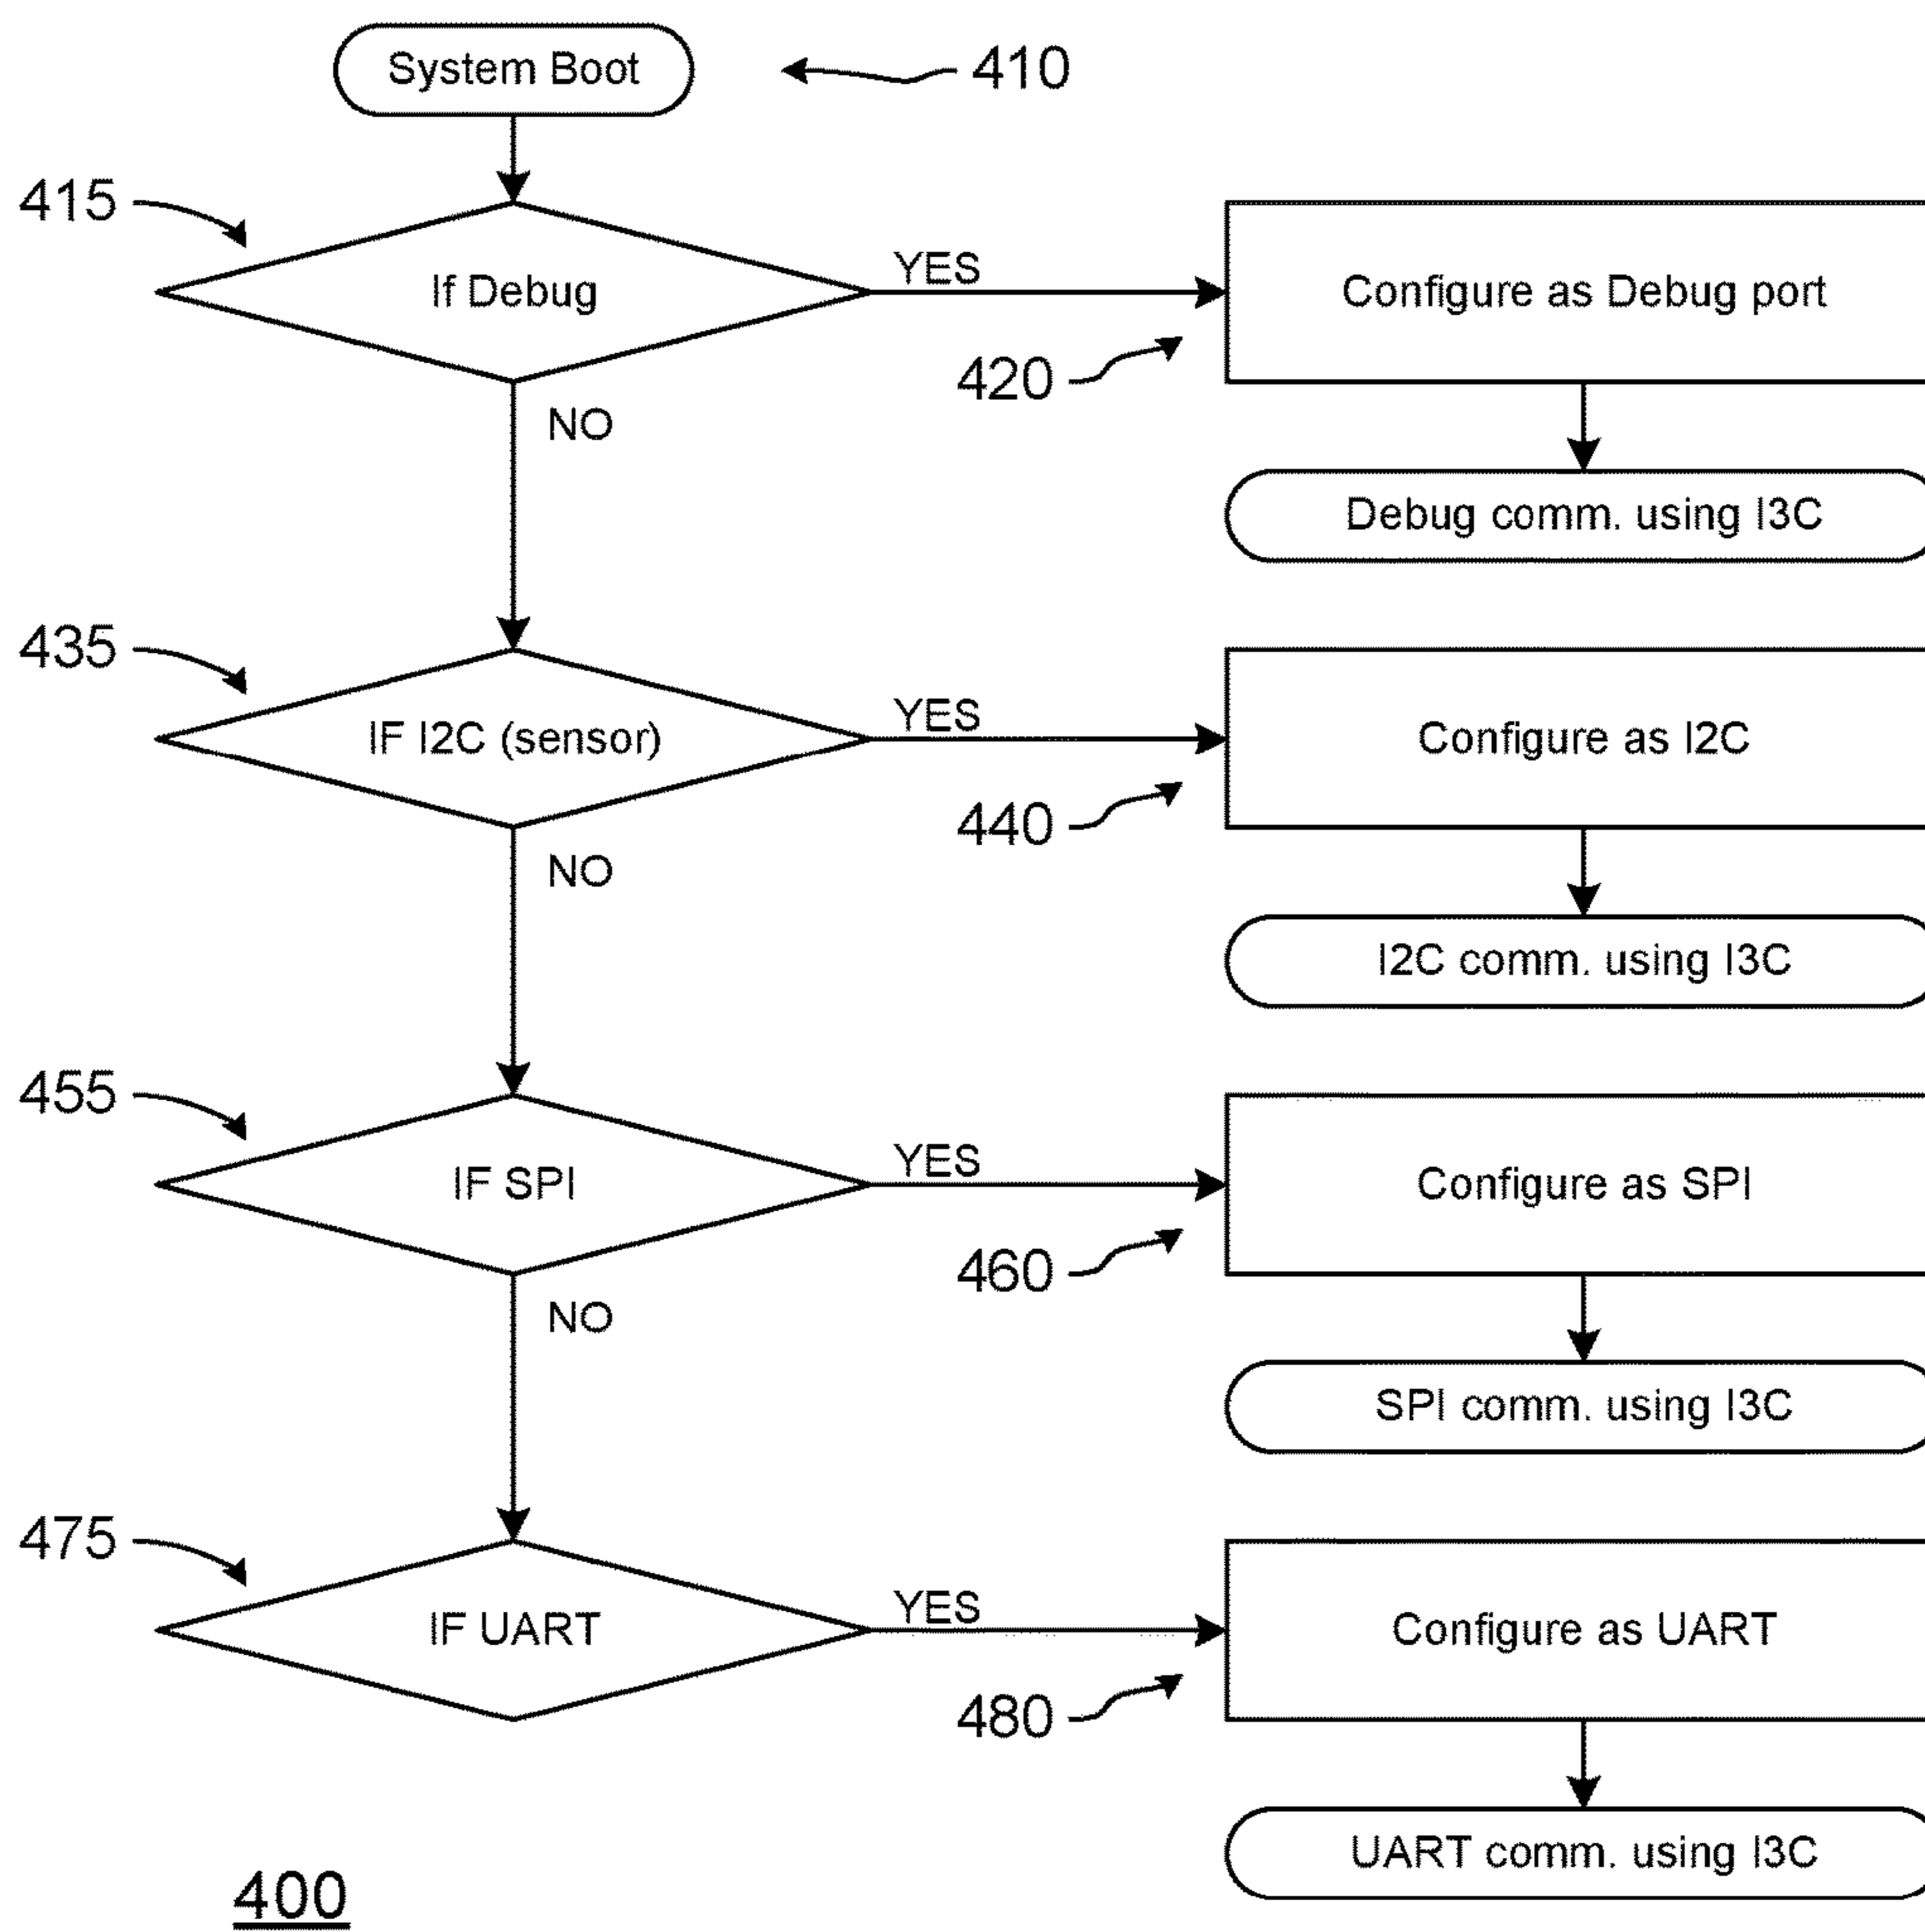 System Boot
410
415
If Debug
YES
Configure as Debug port
420
NO
Debug comm. using I3C
435
IF I2C (sensor)
YES
Configure as I2C
440
NO
I2C comm. using I3C
455
IF SPI
YES
Configure as SPI
460
NO
SPI comm. using I3C
475
IF UART
YES
Configure as UART
480
UART comm. using I3C
400